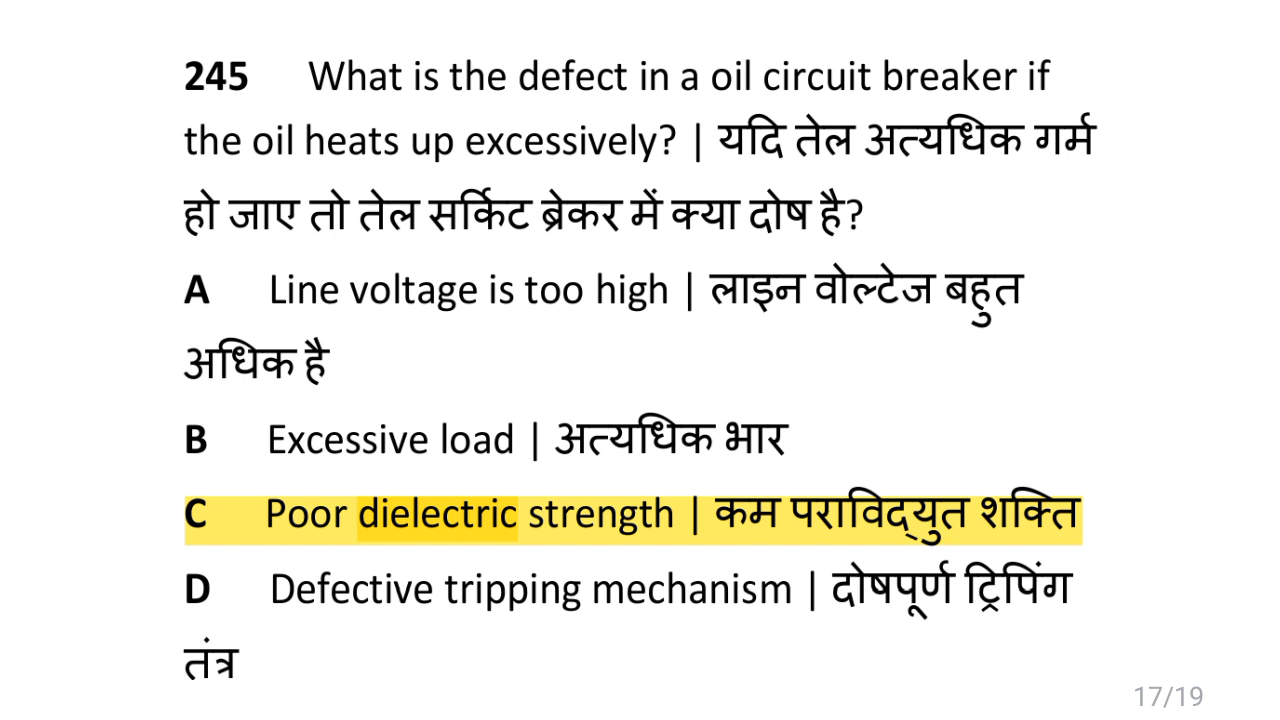 245 What is the defect in a oil circuit breaker if
the oil heats up excessively? | यदि तेल अत्यधिक गर्म
हो जाए तो तेल सर्किट ब्रेकर में क्या दोष है?
A Line voltage is too high | लाइन वोल्टेज बहुत
अधिक है
B Excessive load | अत्यधिक भार
C Poor dielectric strength | कम पराविद्युत शक्ति
D Defective tripping mechanism | दोषपूर्ण ट्रिपिंग
तंत्र
17/19